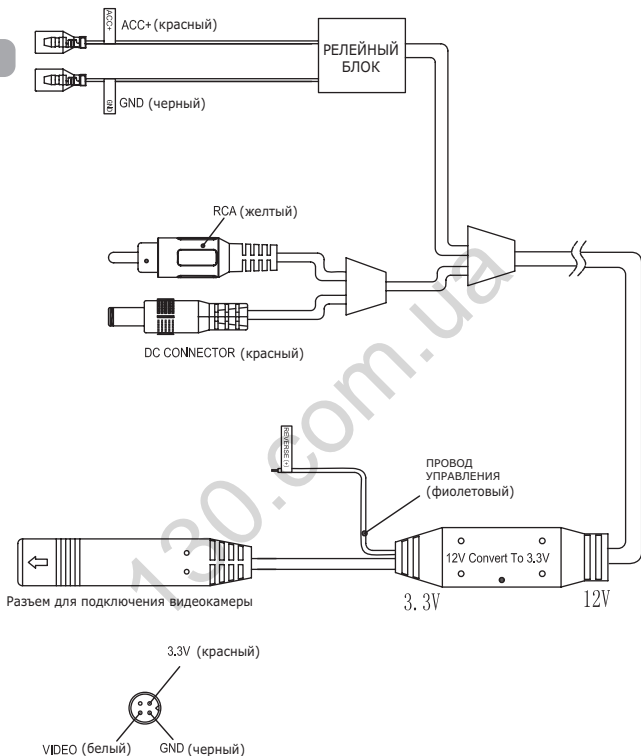 ACC+
ACC+ (красный)
РЕЛЕЙНЫЙ
БЛОК
GND
GND (черный)
RCA (желтый)
DC CONNECTOR (красный)
REVERSE (+)
ПРОВОД
УПРАВЛЕНИЯ
(фиолетовый)
12V Convert To 3.3V
3.3V
12V
Разъем для подключения видеокамеры
3.3V (красный)
VIDEO (белый)
GND (черный)
130.com.ua